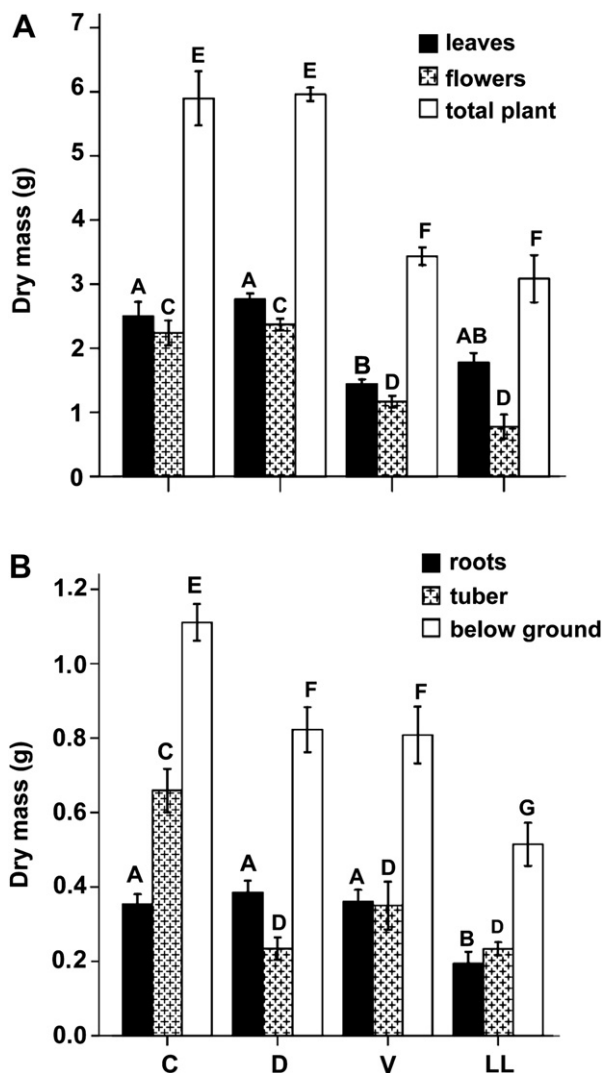 A
7
leaves
flowers
total plant
6
5
4
3
2
1
0
Dry mass (g)
E
E
A
C
A
C
F
B
D
F
AB
D
B
roots
tuber
below ground
1.2
1.0
0.8
0.6
0.4
0.2
0.0
Dry mass (g)
E
C
A
F
A
D
F
A
D
G
B
D
C D V LL